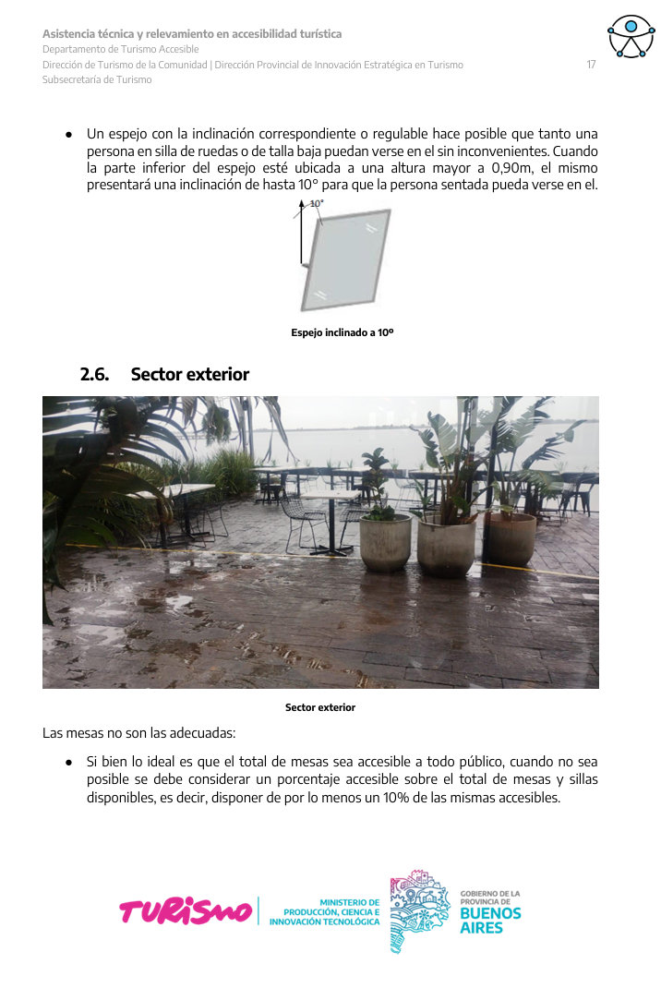 Asistencia técnica y relevamiento en accesibilidad turística
Departamento de Turismo Accesible
Dirección de Turismo de la Comunidad | Dirección Provincial de Innovación Estratégica en Turismo
17
Subsecretaría de Turismo
● Un espejo con la inclinación correspondiente o regulable hace posible que tanto una
persona en silla de ruedas o de talla baja puedan verse en el sin inconvenientes. Cuando
la parte inferior del espejo esté ubicada a una altura mayor a 0,90m, el mismo
presentará una inclinación de hasta 10° para que la persona sentada pueda verse en el.
10°
Espejo inclinado a 10º
2.6. Sector exterior
Sector exterior
Las mesas no son las adecuadas:
● Si bien lo ideal es que el total de mesas sea accesible a todo público, cuando no sea
posible se debe considerar un porcentaje accesible sobre el total de mesas y sillas
disponibles, es decir, disponer de por lo menos un 10% de las mismas accesibles.
TURISMO
MINISTERIO DE
PRODUCCIÓN, CIENCIA E
INNOVACIÓN TECNOLÓGICA
GOBIERNO DE LA
PROVINCIA DE
BUENOS
AIRES